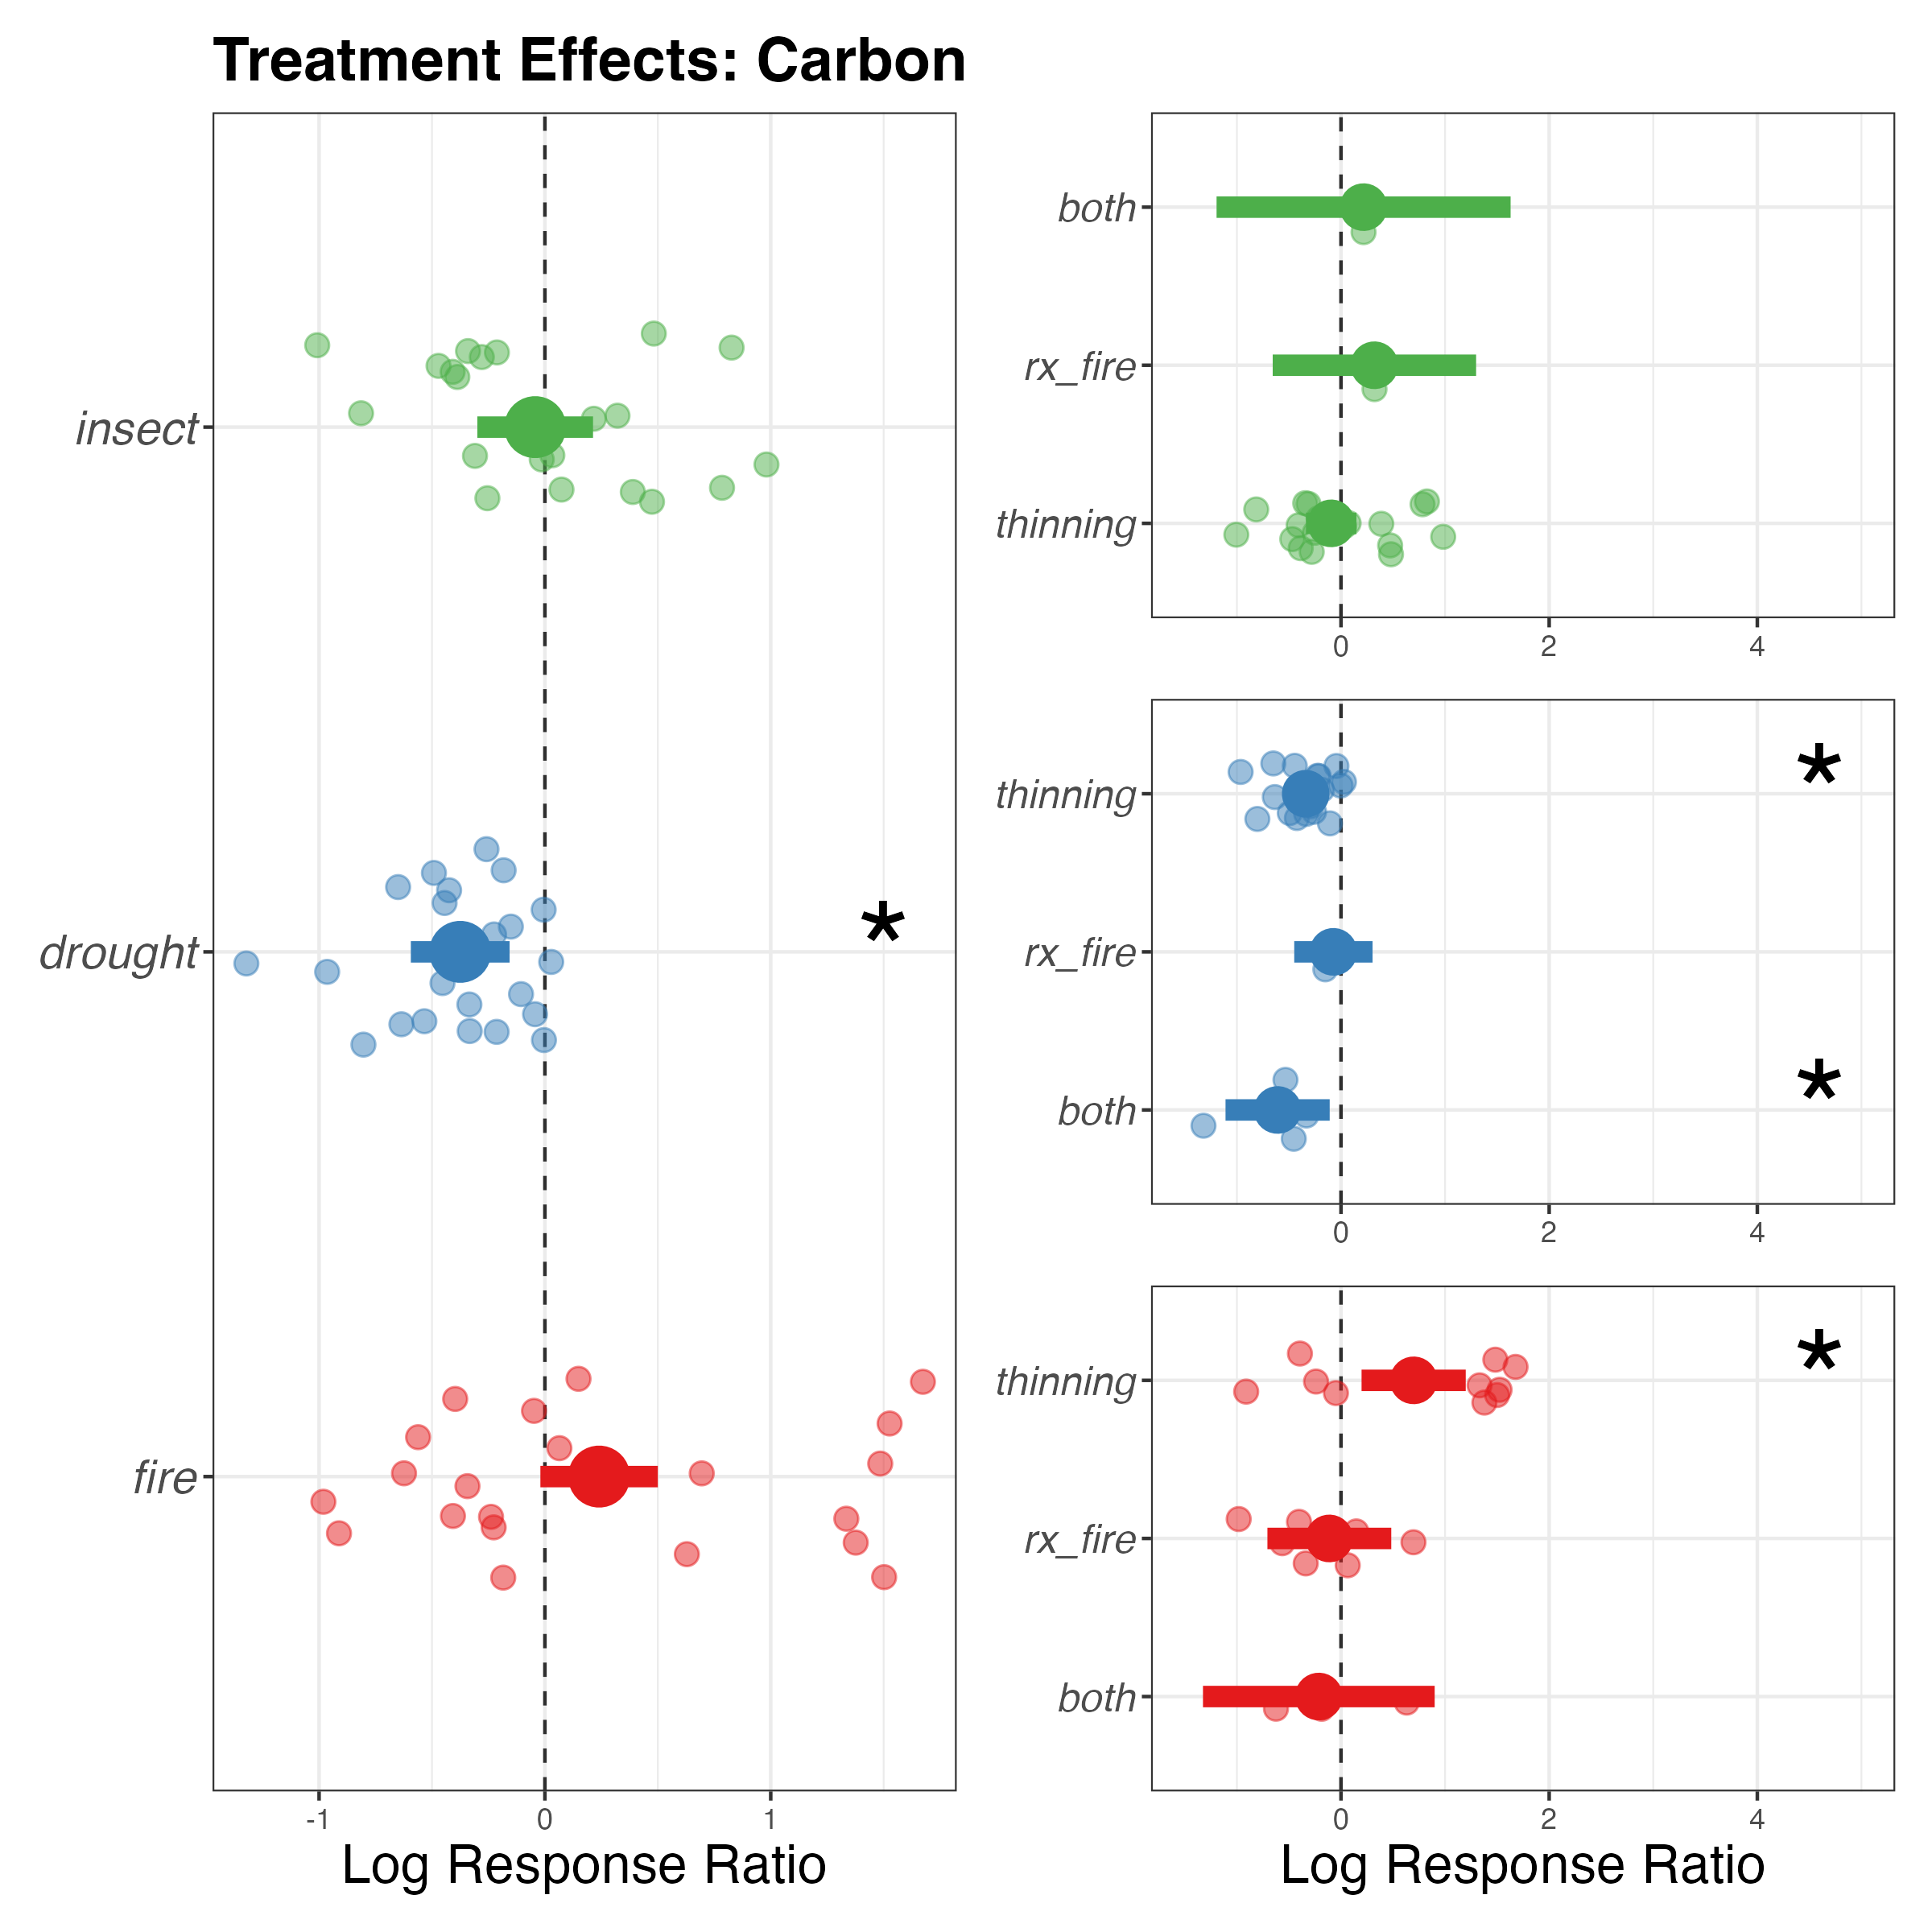 Treatment Effects: Carbon
insect
drought
*
fire
-1 0 1
Log Response Ratio
both
rx_fire
thinning
0 2 4
thinning
*
rx_fire
both
*
0 2 4
thinning
*
rx_fire
both
0 2 4
Log Response Ratio